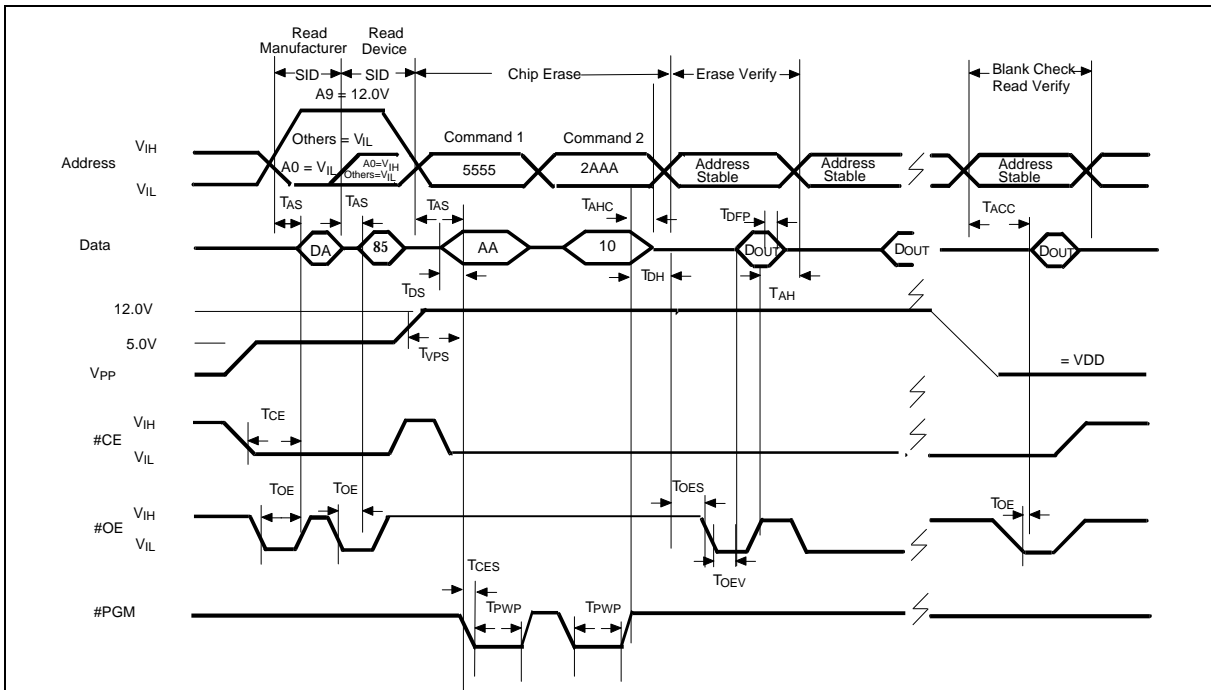 Read
Manufacturer
Read
Device
SID
SID
Chip Erase
Erase Verify
Blank Check
Read Verify
A9 = 12.0V
Others = VIL
Command 1
Command 2
Address
VIH
VIL
A0 = VIL
A0=VIH
Others=VIL
5555
2AAA
Address
Stable
Address
Stable
Address
Stable
TAS
TAS
TAS
TAHC
TDFP
TACC
Data
DA
85
AA
10
DOUT
DOUT
DOUT
TDS
TDH
TAH
12.0V
5.0V
VPP
TVPS
= VDD
#CE
VIH
VIL
TCE
#OE
VIH
VIL
TOE
TOE
TOES
TOE
TOEV
TCES
#PGM
TPWP
TPWP